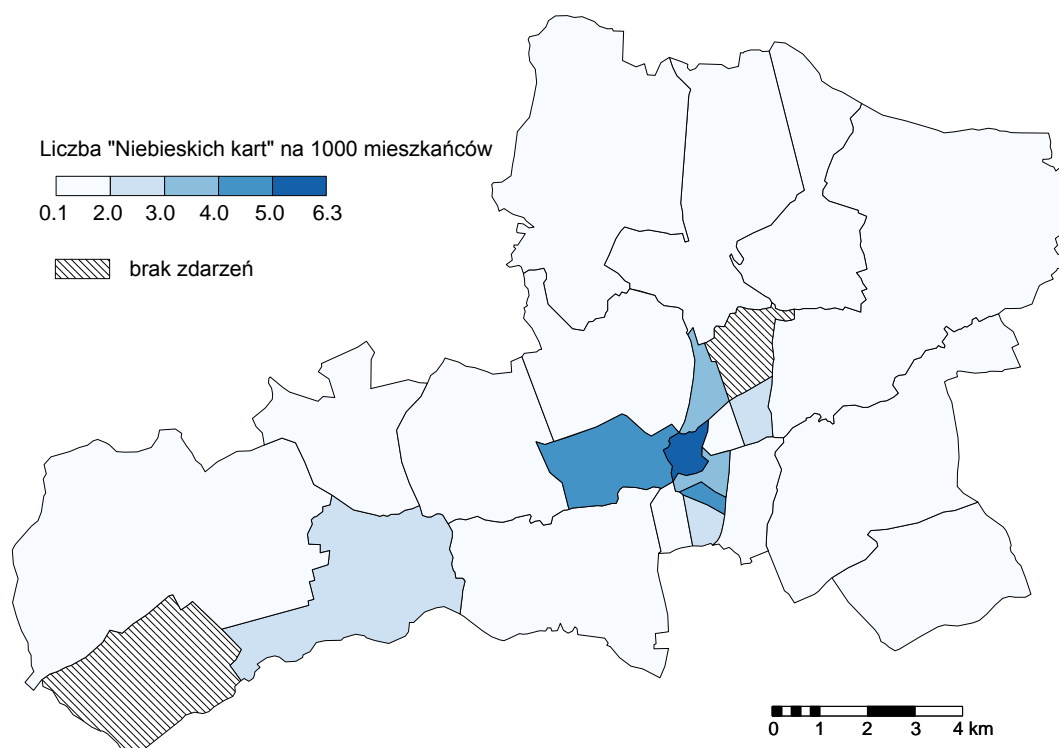 Liczba "Niebieskich kart" na 1000 mieszkańców
0.1 2.0 3.0 4.0 5.0 6.3
brak zdarzeń
0 1 2 3 4 km